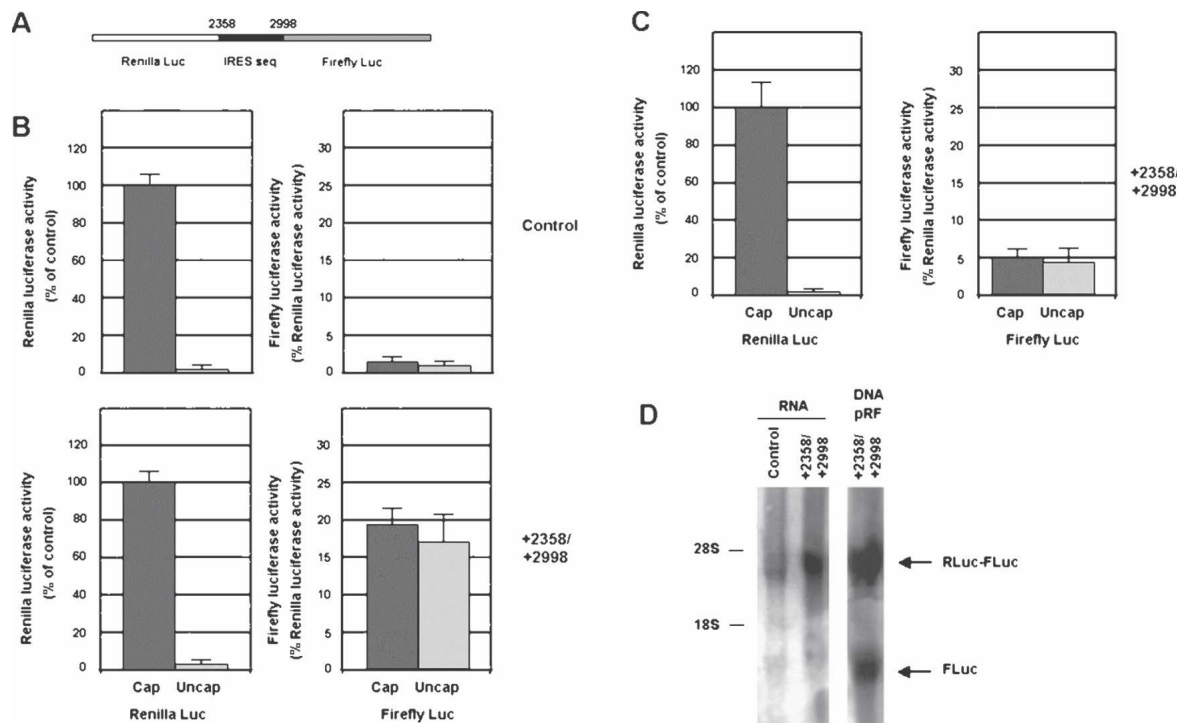 A
2358 2998
Renilla Luc IRES seq Firefly Luc
B
Renilla luciferase activity
(% of control)
120
100
80
60
40
20
0
Firefly luciferase activity
(% Renilla luciferase activity)
30
25
20
15
10
5
0
Control
Renilla luciferase activity
(% of control)
120
100
80
60
40
20
0
Cap Uncap
Renilla Luc
Firefly luciferase activity
(% Renilla luciferase activity)
30
25
20
15
10
5
0
Cap Uncap
Firefly Luc
+2358/
+2998
C
Renilla luciferase activity
(% of control)
120
100
80
60
40
20
0
Cap Uncap
Renilla Luc
Firefly luciferase activity
(% Renilla luciferase activity)
30
25
20
15
10
5
0
Cap Uncap
Firefly Luc
+2358/
+2998
D
RNA
DNA
pRF
Control
+2358/
+2998
+2358/
+2998
28S
18S
RLuc-FLuc
FLuc